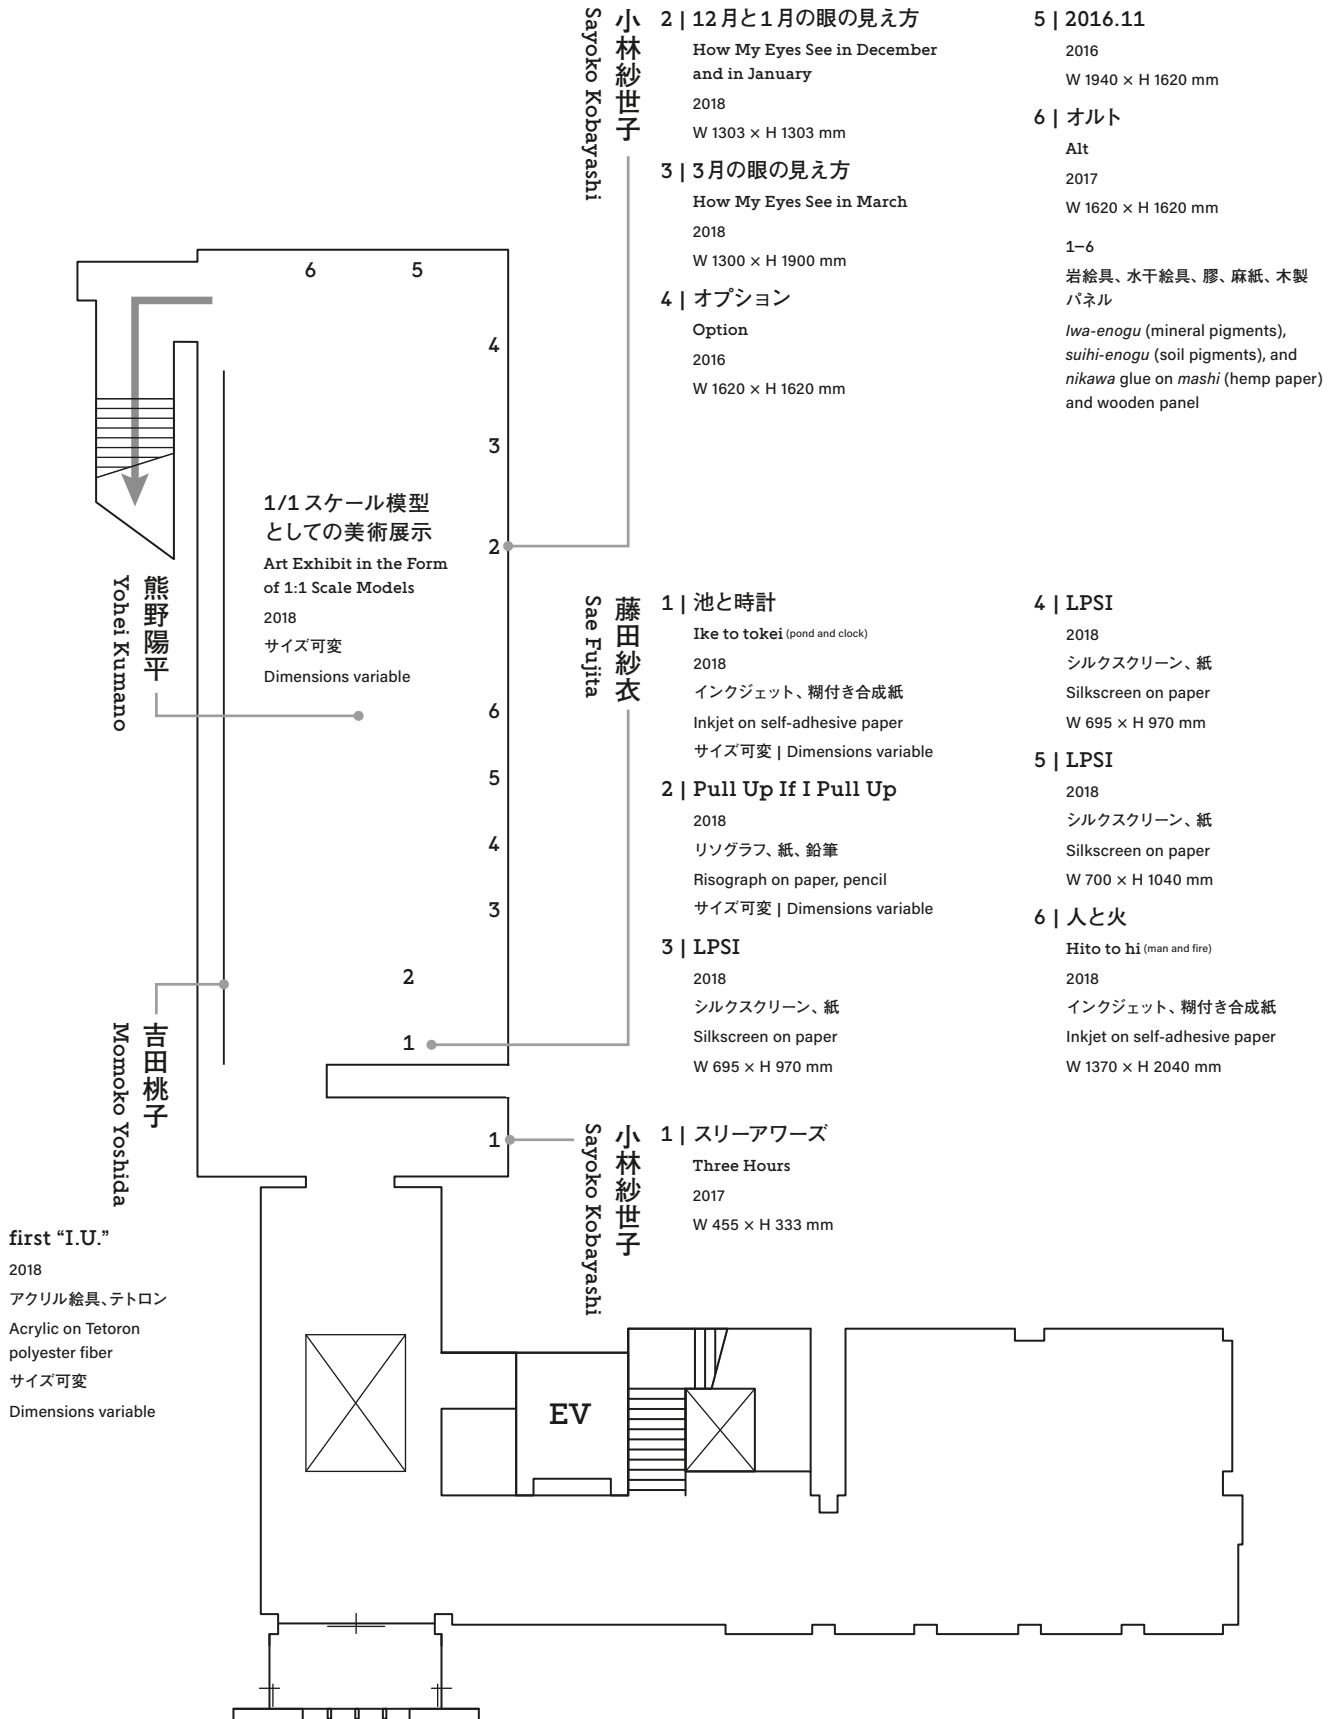 小林紗世子
Sayoko Kobayashi
2 | 12月と1月の眼の見え方
How My Eyes See in December
and in January
2018
W 1303 × H 1303 mm
3 | 3月の眼の見え方
How My Eyes See in March
2018
W 1300 × H 1900 mm
4 | オプション
Option
2016
W 1620 × H 1620 mm
5 | 2016.11
2016
W 1940 × H 1620 mm
6 | オルト
Alt
2017
W 1620 × H 1620 mm
1–6
岩絵具、水干絵具、膠、麻紙、木製
パネル
Iwa-enogu (mineral pigments),
suihi-enogu (soil pigments), and
nikawa glue on mashi (hemp paper)
and wooden panel
6
5
4
3
2
1/1スケール模型
としての美術展示
Art Exhibit in the Form
of 1:1 Scale Models
2018
サイズ可変
Dimensions variable
熊野陽平
Yohei Kumano
6
5
4
3
2
1
藤田紗衣
Sae Fujita
1 | 池と時計
Ike to tokei (pond and clock)
2018
インクジェット、糊付き合成紙
Inkjet on self-adhesive paper
サイズ可変 | Dimensions variable
2 | Pull Up If I Pull Up
2018
リソグラフ、紙、鉛筆
Risograph on paper, pencil
サイズ可変 | Dimensions variable
3 | LPSI
2018
シルクスクリーン、紙
Silkscreen on paper
W 695 × H 970 mm
4 | LPSI
2018
シルクスクリーン、紙
Silkscreen on paper
W 695 × H 970 mm
5 | LPSI
2018
シルクスクリーン、紙
Silkscreen on paper
W 700 × H 1040 mm
6 | 人と火
Hito to hi (man and fire)
2018
インクジェット、糊付き合成紙
Inkjet on self-adhesive paper
W 1370 × H 2040 mm
吉田桃子
Momoko Yoshida
first “I.U.”
2018
アクリル絵具、テトロン
Acrylic on Tetoron
polyester fiber
サイズ可変
Dimensions variable
1
小林紗世子
Sayoko Kobayashi
1 | スリーアワーズ
Three Hours
2017
W 455 × H 333 mm
EV